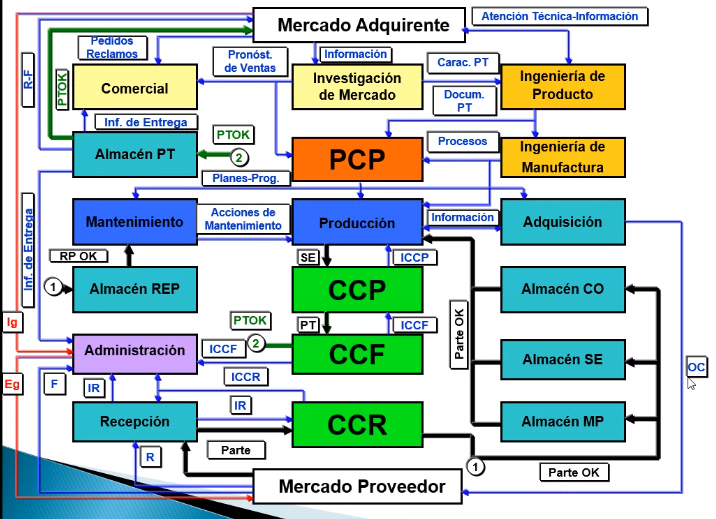 Mercado Adquirente
Atención Técnica-Información
Pedidos
Reclamos
Pronóst.
de Ventas
Información
Carac. PT
R-F
PTOK
Comercial
Investigación
de Mercado
Ingeniería de
Producto
Docum.
PT
Inf. de Entrega
PTOK
2
Almacén PT
PCP
Procesos
Ingeniería de
Manufactura
Planes-Prog.
Mantenimiento
Acciones de
Mantenimiento
Producción
Información
Adquisición
Inf. de Entrega
RP OK
SE
ICCP
1
Almacén REP
CCP
Almacén CO
Ig
PTOK
2
PT
ICCF
Parte OK
Administración
ICCF
CCF
Almacén SE
OC
Eg
F
IR
ICCR
IR
Recepción
CCR
Almacén MP
R
Parte
1
Parte OK
Mercado Proveedor